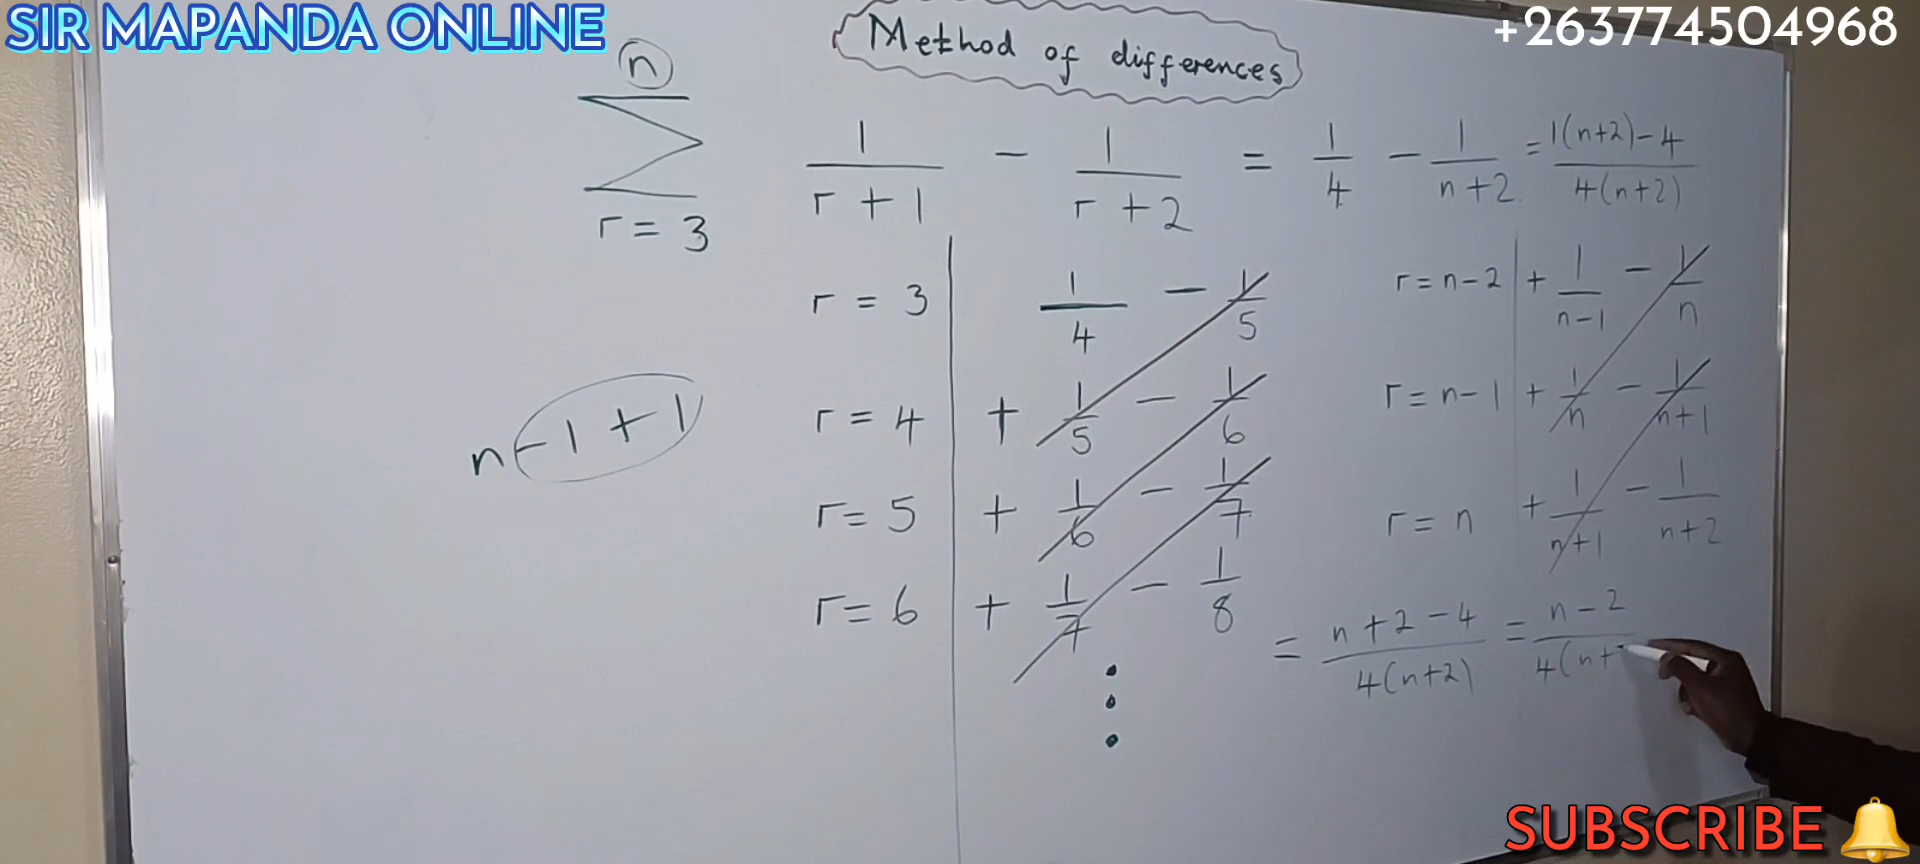 SIR MAPANDA ONLINE
+263774504968
Method of differences
n
∑ 1/(r+1) − 1/(r+2) = 1/4 − 1/(n+2) = (1(n+2)−4)/(4(n+2))
r=3
r = 3 1/4 − 1/5
r = 4 + 1/5 − 1/6
r = 5 + 1/6 − 1/7
r = 6 + 1/7 − 1/8
n−1+1
r=n−2 + 1/(n−1) − 1/n
r=n−1 + 1/n − 1/(n+1)
r=n + 1/(n+1) − 1/(n+2)
= (n+2−4)/(4(n+2)) = (n−2)/(4(n+
SUBSCRIBE